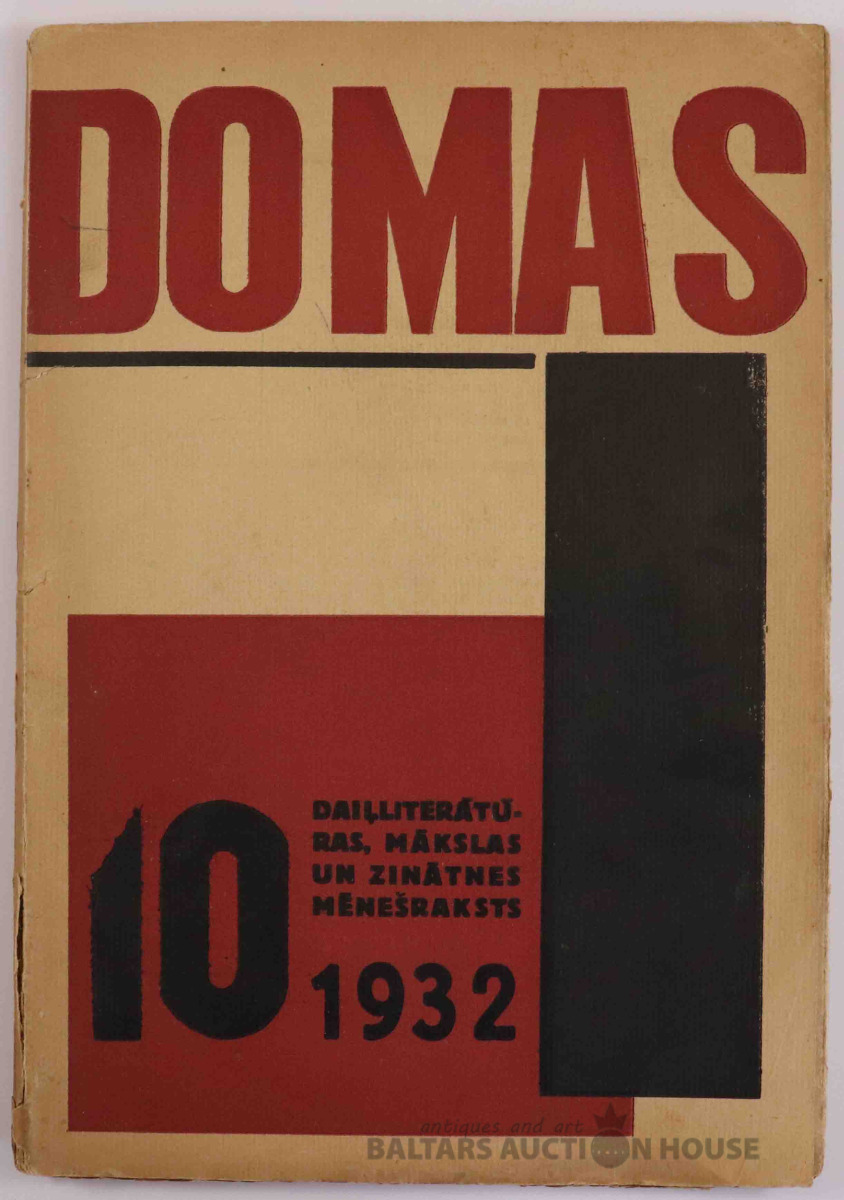 DOMAS
10
DAIĻLITERĀTŪ-
RAS, MĀKSLAS
UN ZINĀTNES
MĒNEŠRAKSTS
1932
antiques and art
BALTARS AUCTION HOUSE